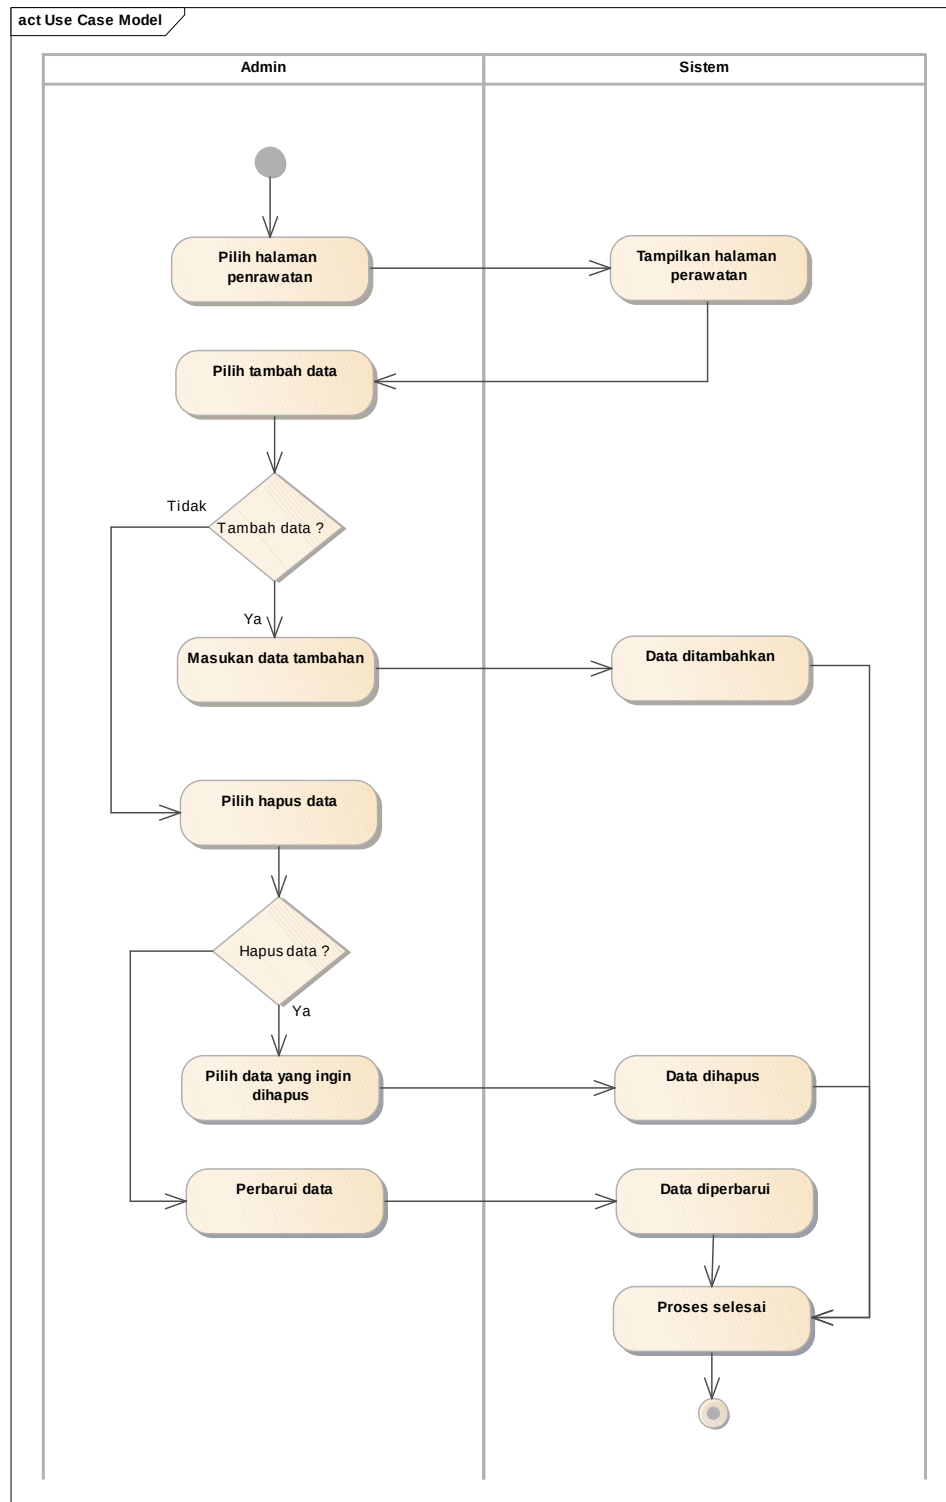 act Use Case Model
Admin
Sistem
Pilih halaman
penrawatan
Tampilkan halaman
perawatan
Pilih tambah data
Tidak
Tambah data ?
Ya
Masukan data tambahan
Data ditambahkan
Pilih hapus data
Hapus data ?
Ya
Pilih data yang ingin
dihapus
Data dihapus
Perbarui data
Data diperbarui
Proses selesai